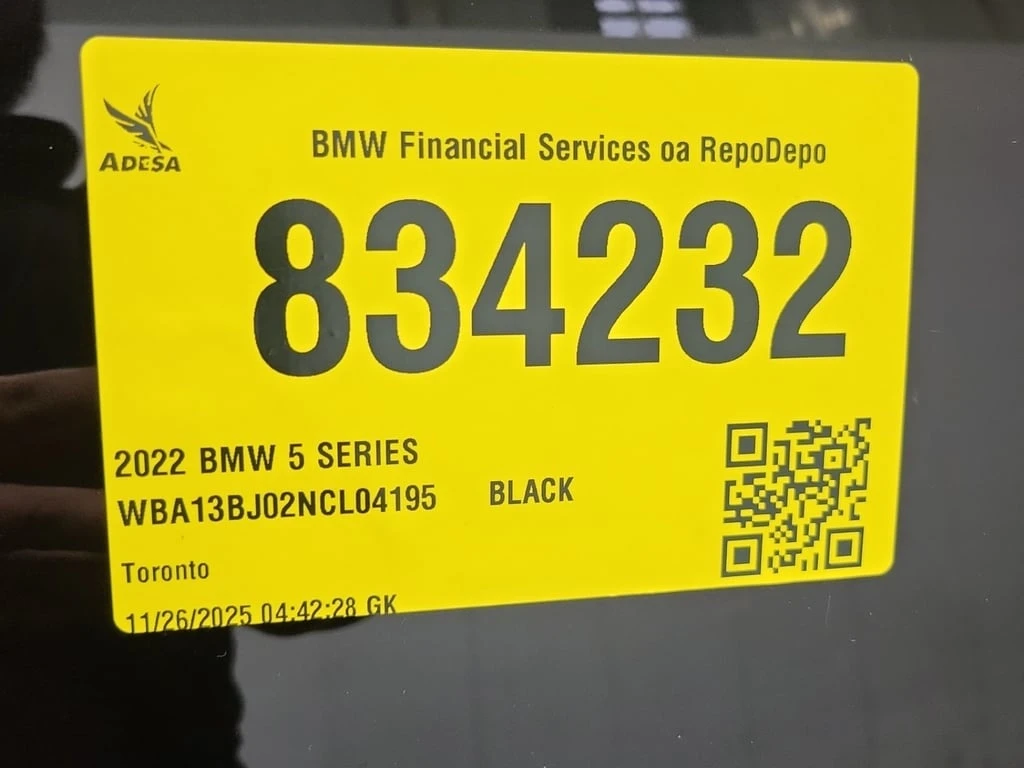 ADESA
BMW Financial Services oa RepoDepo
834232
2022 BMW 5 SERIES
WBA13BJ02NCL04195 BLACK
Toronto
11/26/2025 04:42:28 GK